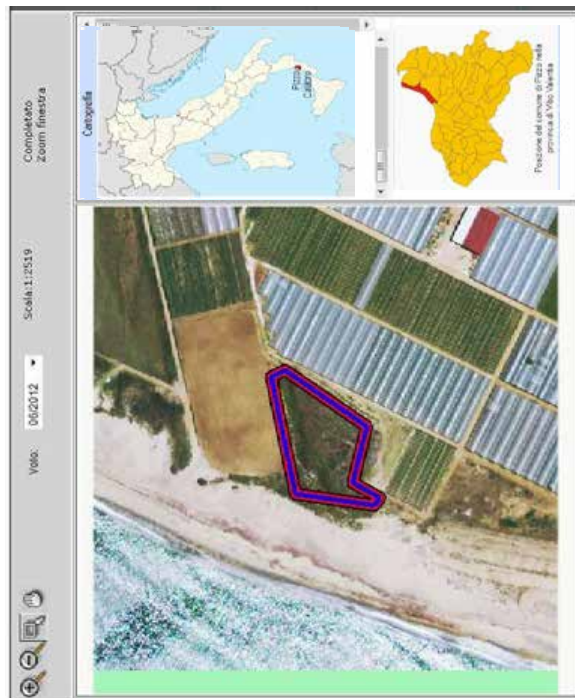 Volo: 06/2012
Scala:1:2519
Completato
Zoom finestra
Cartografia
Pizzo
Calabro
Posizione del comune di Pizzo nella
provincia di Vibo Valentia